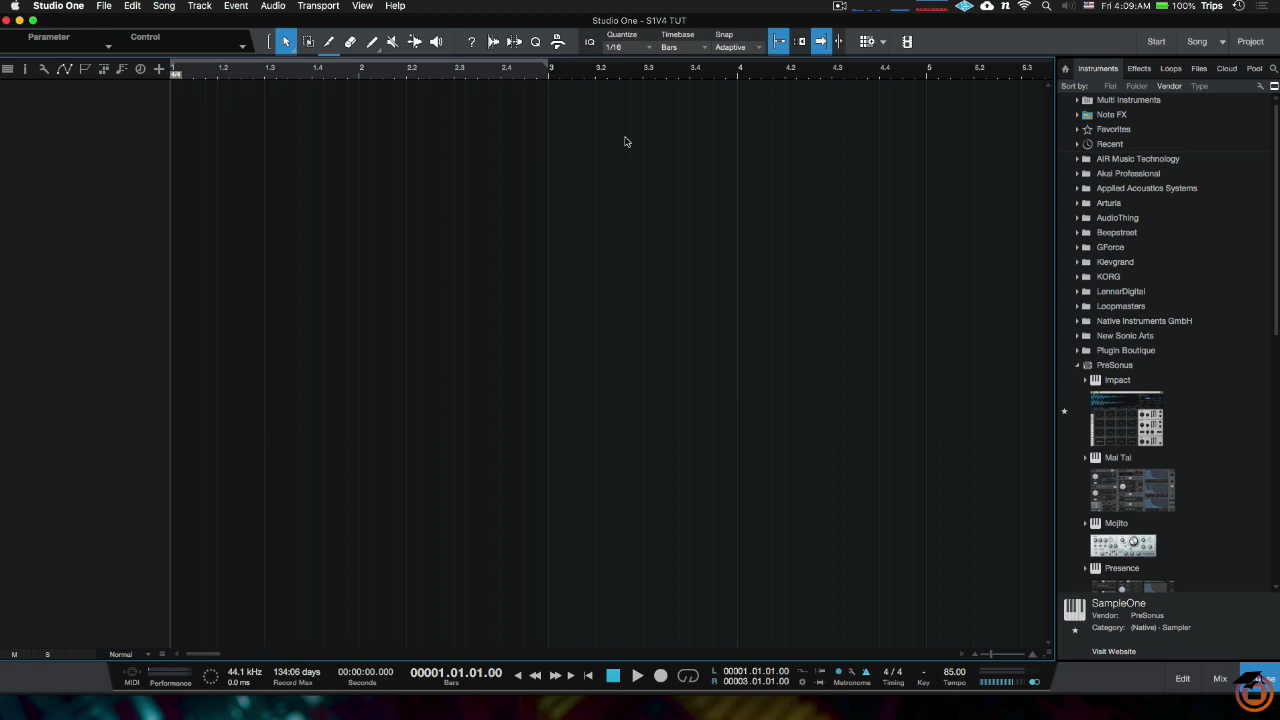 Studio One File Edit Song Track Event Audio Transport View Help Fri 4:09:AM 100% Tips
Studio One - S1V4 TUT
Parameter Control
IQ Quantize Timebase Snap
1/16 Bars Adaptive
Start Song Project
1 1.2 1.3 1.4 2 2.2 2.3 2.4 3 3.2 3.3 3.4 4 4.2 4.3 4.4 5 5.2 5.3
4/4
Instruments Effects Loops Files Cloud Pool
Sort by: Flat Folder Vendor Type
Multi Instruments
Note FX
Favorites
Recent
AIR Music Technology
Akai Professional
Applied Acoustics Systems
Arturia
AudioThing
Beepstreet
GForce
Klevgrand
KORG
LennarDigital
Loopmasters
Native Instruments GmbH
New Sonic Arts
Plugin Boutique
PreSonus
Impact
Mai Tai
Mojito
Presence
SampleOne
Vendor: PreSonus
Category: (Native) - Sampler
Visit Website
M S Normal
MIDI Performance
44.1 kHz
0.0 ms
134:06 days
Record Max
00:00:00.000
Seconds
00001.01.01.00
Bars
L 00001.01.01.00
R 00003.01.01.00
Metronome
4 / 4
Timing
-
Key
85.00
Tempo
Edit Mix